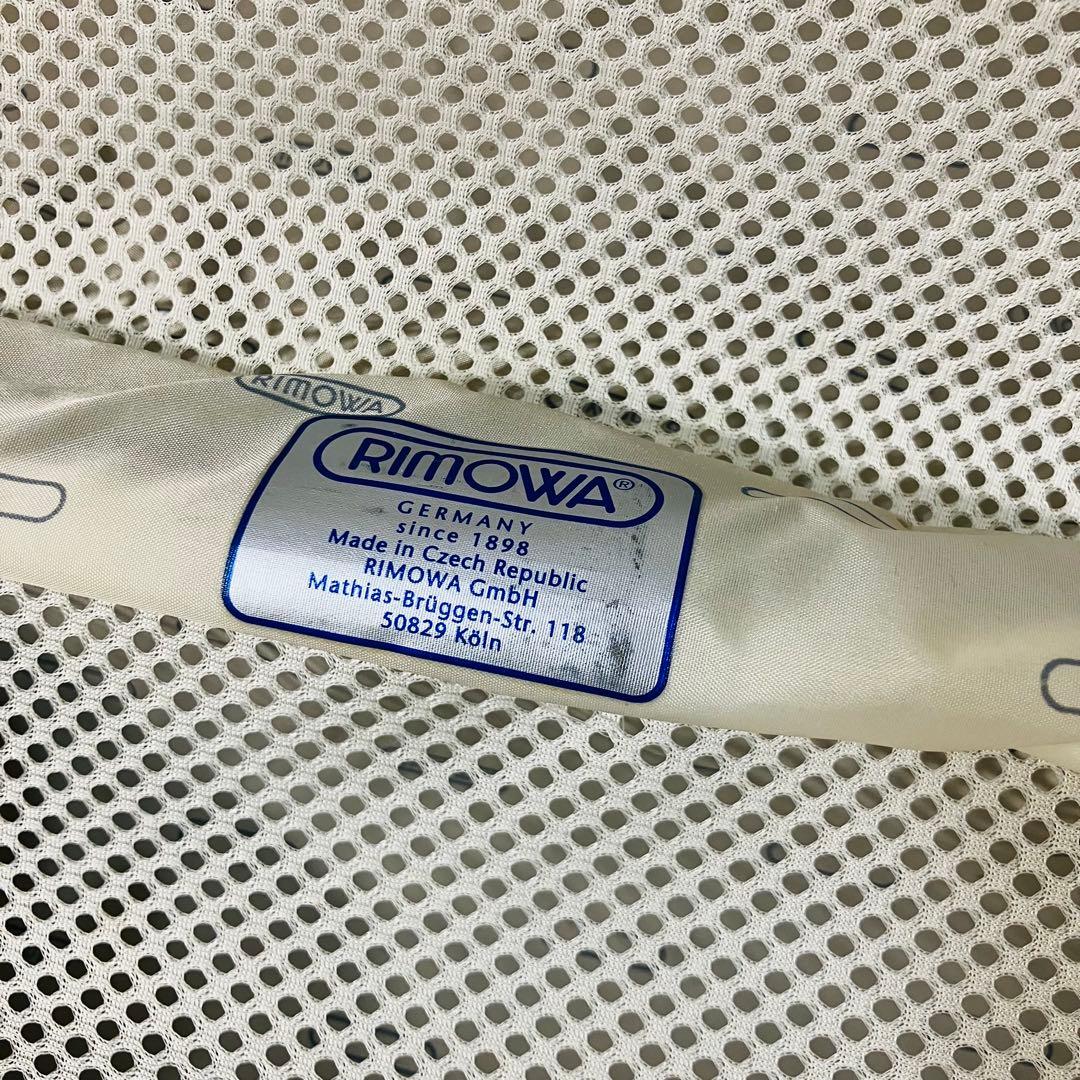 RIMOWA
RIMOWA®
GERMANY
since 1898
Made in Czech Republic
RIMOWA GmbH
Mathias-Brüggen-Str. 118
50829 Köln